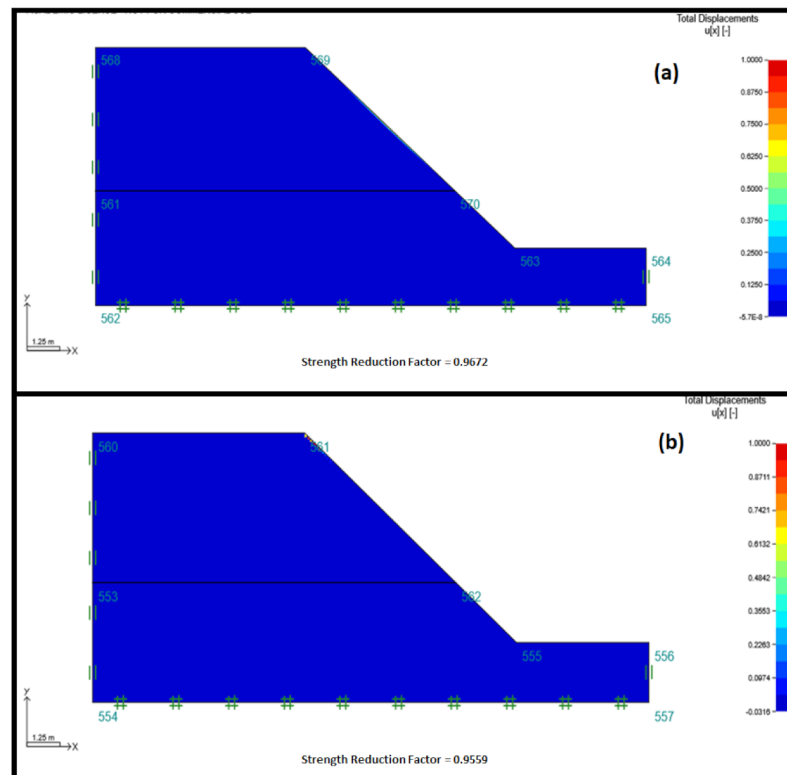 Total Displacements
u[x] [-]
(a)
568
569
1.0000
0.8750
0.7500
0.6250
0.5000
0.3750
0.2500
0.1250
-5.7E-8
561
570
563
564
562
565
y
1.25 m
x
Strength Reduction Factor = 0.9672
Total Displacements
u[x] [-]
(b)
560
561
1.0000
0.8711
0.7421
0.6132
0.4842
0.3553
0.2263
0.0974
-0.0316
553
562
555
556
554
557
y
1.25 m
x
Strength Reduction Factor = 0.9559